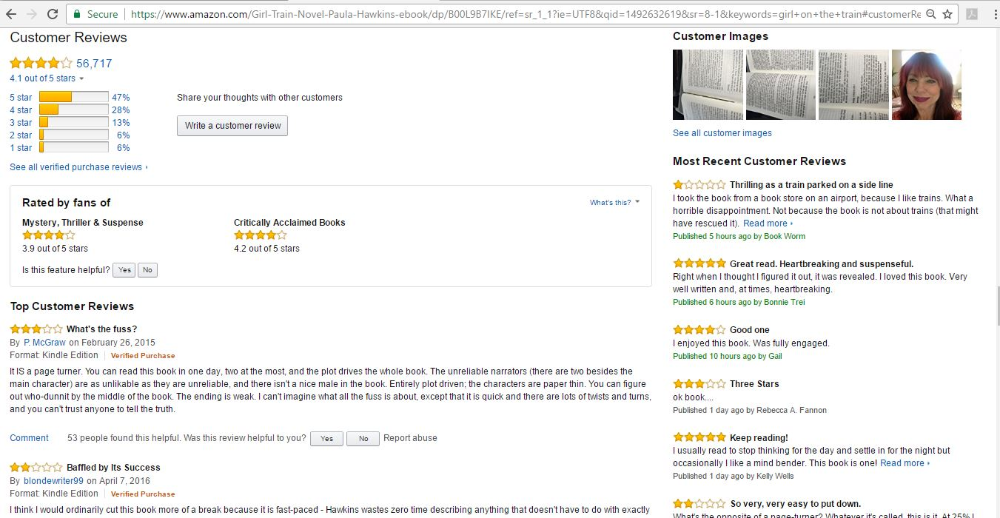 Secure https://www.amazon.com/Girl-Train-Novel-Paula-Hawkins-ebook/dp/B00L9B7IKE/ref=sr_1_1?ie=UTF8&qid=1492632619&sr=8-1&keywords=girl+on+the+train#customerRe
Customer Reviews
56,717
4.1 out of 5 stars
5 star 47%
4 star 28%
3 star 13%
2 star 6%
1 star 6%
See all verified purchase reviews ›
Share your thoughts with other customers
Write a customer review
Rated by fans of
What's this?
Mystery, Thriller & Suspense
3.9 out of 5 stars
Critically Acclaimed Books
4.2 out of 5 stars
Is this feature helpful? Yes No
Top Customer Reviews
What's the fuss?
By P. McGraw on February 26, 2015
Format: Kindle Edition | Verified Purchase
It IS a page turner. You can read this book in one day, two at the most, and the plot drives the whole book. The unreliable narrators (there are two besides the
main character) are as unlikable as they are unreliable, and there isn't a nice male in the book. Entirely plot driven; the characters are paper thin. You can figure
out who-dunnit by the middle of the book. The ending is weak. I can't imagine what all the fuss is about, except that it is quick and there are lots of twists and turns,
and you can't trust anyone to tell the truth.
Comment 53 people found this helpful. Was this review helpful to you? Yes No Report abuse
Baffled by Its Success
By blondewriter99 on April 7, 2016
Format: Kindle Edition | Verified Purchase
I think I would ordinarily cut this book more of a break because it is fast-paced - Hawkins wastes zero time describing anything that doesn't have to do with exactly
Customer Images
See all customer images
Most Recent Customer Reviews
Thrilling as a train parked on a side line
I took the book from a book store on an airport, because I like trains. What a
horrible disappointment. Not because the book is not about trains (that might
have rescued it). Read more ›
Published 5 hours ago by Book Worm
Great read. Heartbreaking and suspenseful.
Right when I thought I figured it out, it was revealed. I loved this book. Very
well written and, at times, heartbreaking.
Published 6 hours ago by Bonnie Trei
Good one
I enjoyed this book. Was fully engaged.
Published 10 hours ago by Gail
Three Stars
ok book....
Published 1 day ago by Rebecca A. Fannon
Keep reading!
I usually read to stop thinking for the day and settle in for the night but
occasionally I like a mind bender. This book is one! Read more ›
Published 1 day ago by Kelly Wells
So very, very easy to put down.
What's the opposite of a page-turner? Whatever it's called, this is it. At 25% I